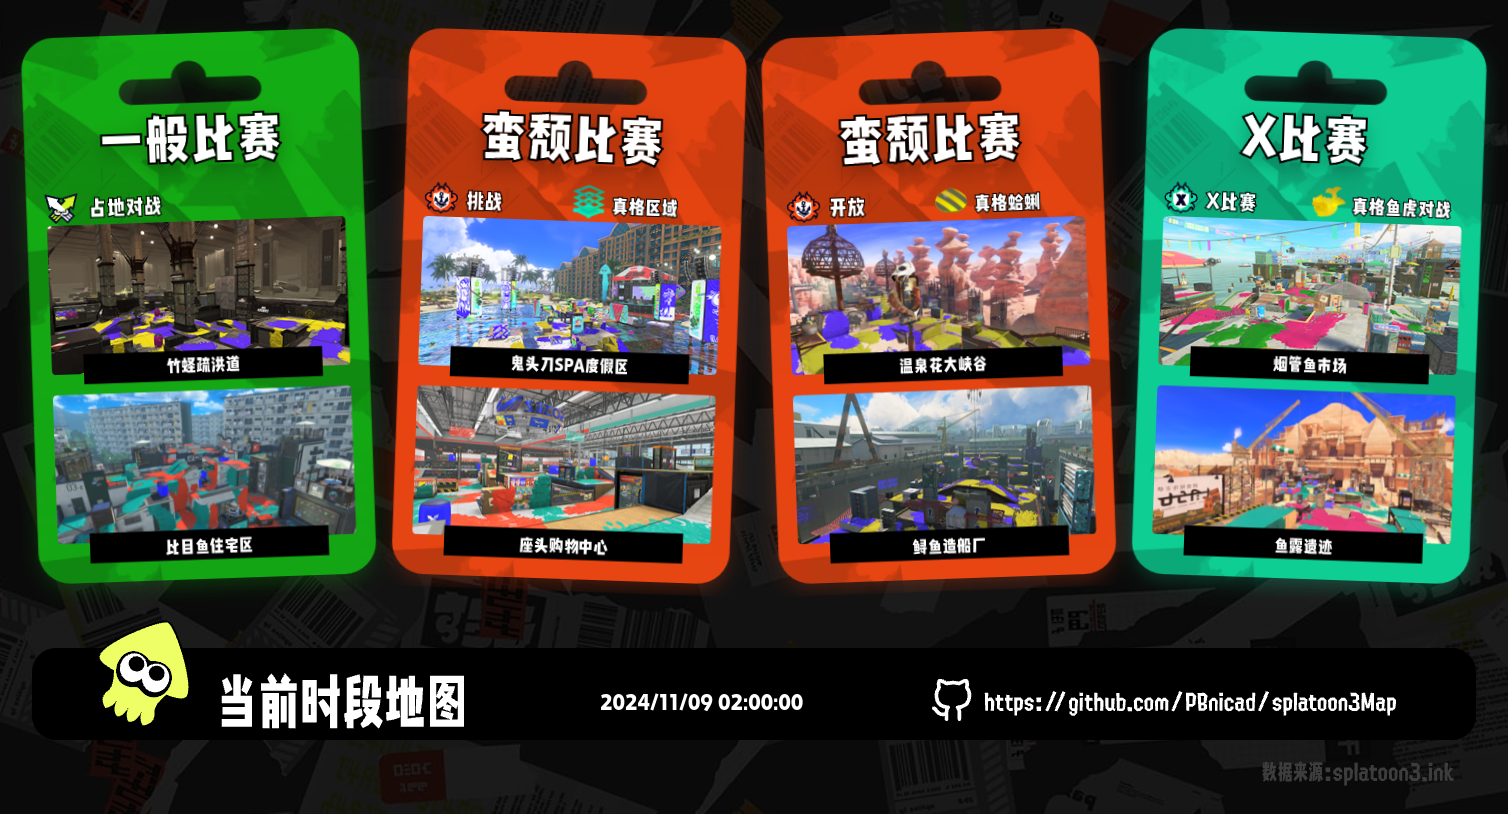 一般比赛
占地对战
竹蛏疏洪道
比目鱼住宅区
蛮颓比赛
挑战
真格区域
鬼头刀SPA度假区
座头购物中心
蛮颓比赛
开放
真格蛤蜊
温泉花大峡谷
鲟鱼造船厂
X比赛
X比赛
真格鱼虎对战
烟管鱼市场
鱼露遗迹
当前时段地图
2024/11/09 02:00:00
https://github.com/PBnicad/splatoon3Map
数据来源:splatoon3.ink